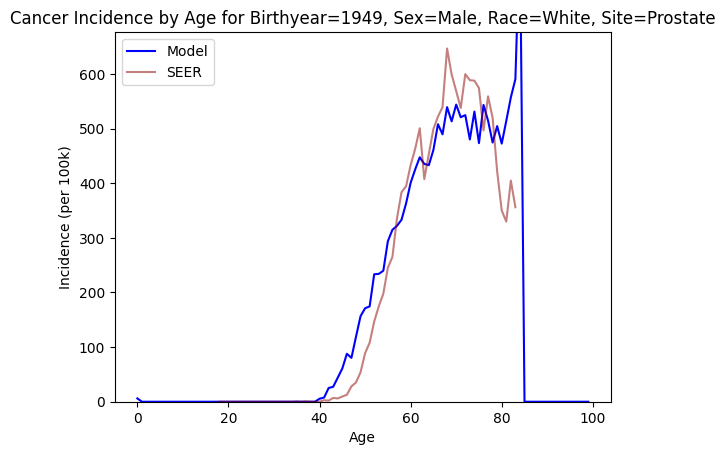 Cancer Incidence by Age for Birthyear=1949, Sex=Male, Race=White, Site=Prostate
Model
SEER
600
500
400
300
200
100
0
Incidence (per 100k)
0 20 40 60 80 100
Age